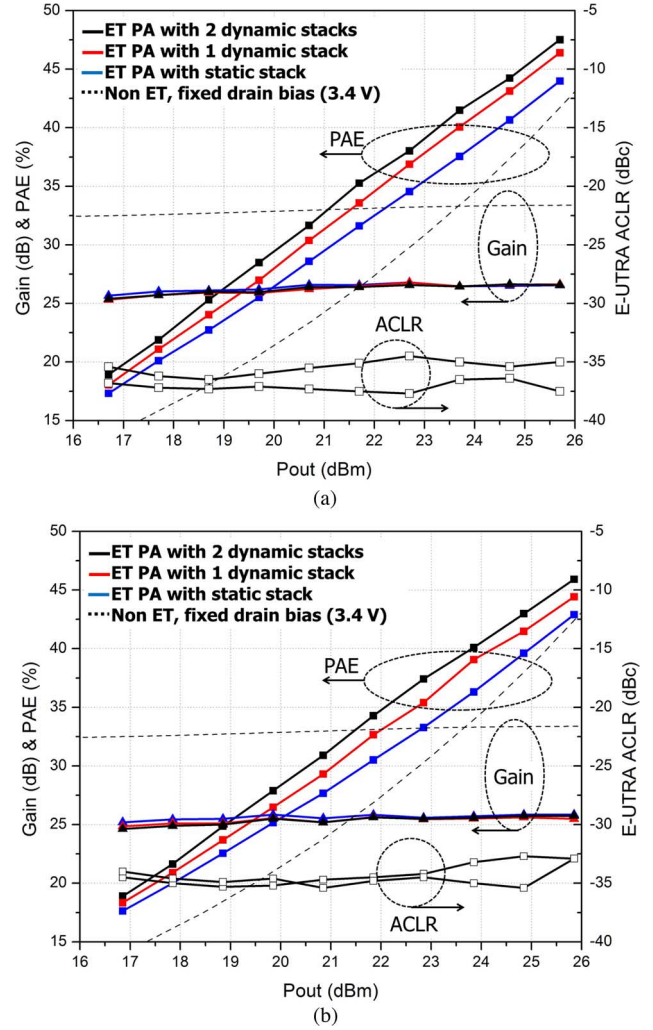 50
45
40
35
30
25
20
15
Gain (dB) & PAE (%)
ET PA with 2 dynamic stacks
ET PA with 1 dynamic stack
ET PA with static stack
Non ET, fixed drain bias (3.4 V)
PAE
Gain
ACLR
-5
-10
-15
-20
-25
-30
-35
-40
E-UTRA ACLR (dBc)
16 17 18 19 20 21 22 23 24 25 26
Pout (dBm)
(a)
50
45
40
35
30
25
20
15
Gain (dB) & PAE (%)
ET PA with 2 dynamic stacks
ET PA with 1 dynamic stack
ET PA with static stack
Non ET, fixed drain bias (3.4 V)
PAE
Gain
ACLR
-5
-10
-15
-20
-25
-30
-35
-40
E-UTRA ACLR (dBc)
16 17 18 19 20 21 22 23 24 25 26
Pout (dBm)
(b)